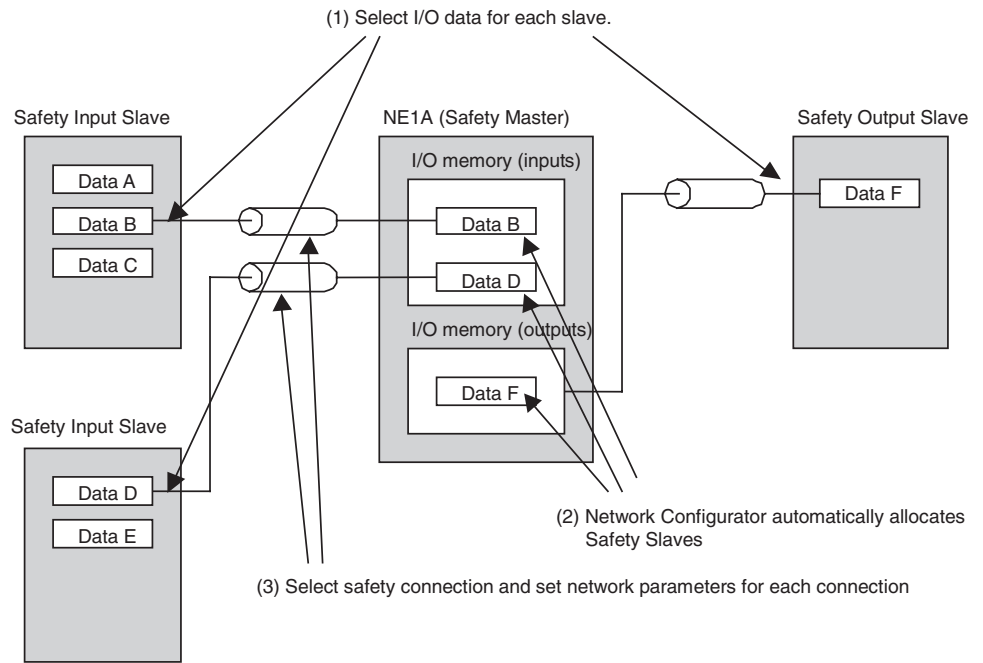 (1) Select I/O data for each slave.
Safety Input Slave
NE1A (Safety Master)
Safety Output Slave
Data A
Data B
Data C
I/O memory (inputs)
Data B
Data D
I/O memory (outputs)
Data F
Data F
Safety Input Slave
Data D
Data E
(2) Network Configurator automatically allocates
Safety Slaves
(3) Select safety connection and set network parameters for each connection